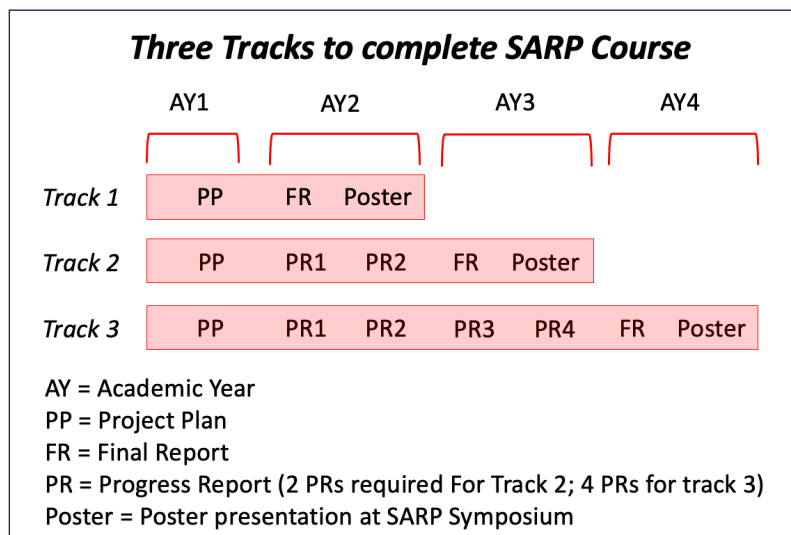 Three Tracks to complete SARP Course
AY1 AY2 AY3 AY4
Track 1 PP FR Poster
Track 2 PP PR1 PR2 FR Poster
Track 3 PP PR1 PR2 PR3 PR4 FR Poster
AY = Academic Year
PP = Project Plan
FR = Final Report
PR = Progress Report (2 PRs required For Track 2; 4 PRs for track 3)
Poster = Poster presentation at SARP Symposium